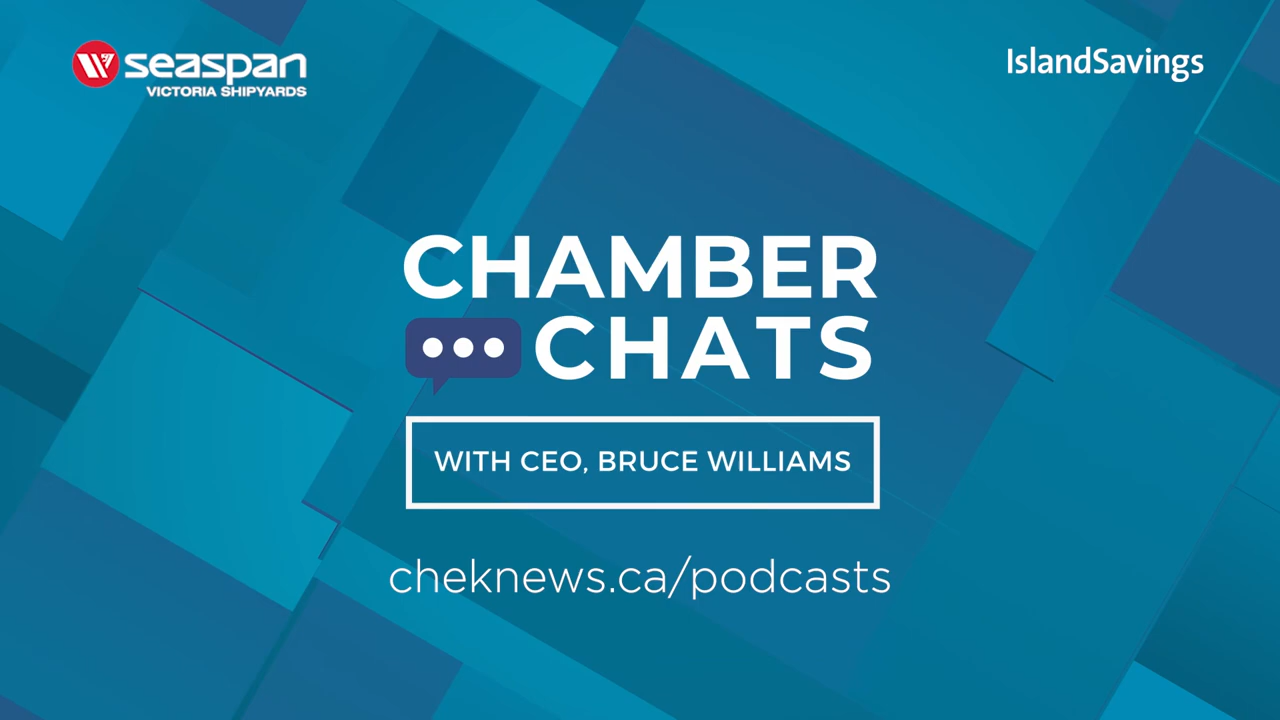 seaspan
VICTORIA SHIPYARDS
IslandSavings
CHAMBER
CHATS
WITH CEO, BRUCE WILLIAMS
cheknews.ca/podcasts